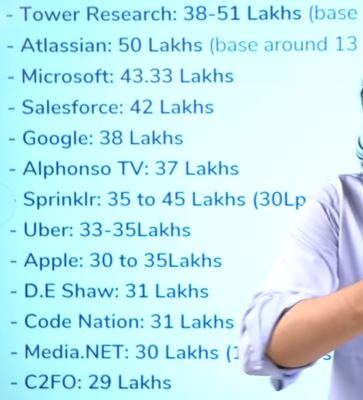 - Tower Research: 38-51 Lakhs (base
- Atlassian: 50 Lakhs (base around 13
- Microsoft: 43.33 Lakhs
- Salesforce: 42 Lakhs
- Google: 38 Lakhs
- Alphonso TV: 37 Lakhs
- Sprinklr: 35 to 45 Lakhs (30Lp
- Uber: 33-35Lakhs
- Apple: 30 to 35Lakhs
- D.E Shaw: 31 Lakhs
- Code Nation: 31 Lakhs
- Media.NET: 30 Lakhs (1
- C2FO: 29 Lakhs